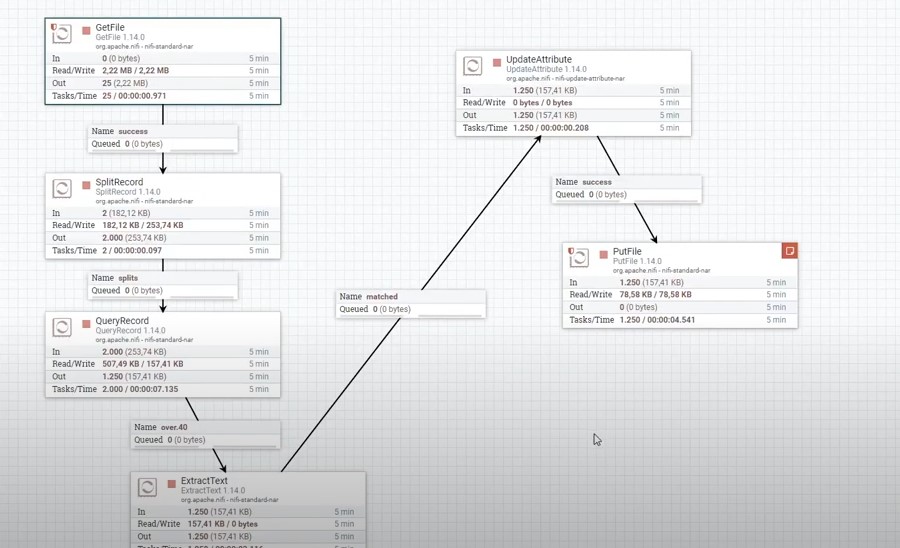 GetFile
GetFile 1.14.0
org.apache.nifi - nifi-standard-nar
In 0 (0 bytes) 5 min
Read/Write 2,22 MB / 2,22 MB 5 min
Out 25 (2,22 MB) 5 min
Tasks/Time 25 / 00:00:00.971 5 min
Name success
Queued 0 (0 bytes)
SplitRecord
SplitRecord 1.14.0
org.apache.nifi - nifi-standard-nar
In 2 (182,12 KB) 5 min
Read/Write 182,12 KB / 253,74 KB 5 min
Out 2.000 (253,74 KB) 5 min
Tasks/Time 2 / 00:00:00.097 5 min
Name splits
Queued 0 (0 bytes)
QueryRecord
QueryRecord 1.14.0
org.apache.nifi - nifi-standard-nar
In 2.000 (253,74 KB) 5 min
Read/Write 507,49 KB / 157,41 KB 5 min
Out 1.250 (157,41 KB) 5 min
Tasks/Time 2.000 / 00:00:07.135 5 min
Name over.40
Queued 0 (0 bytes)
ExtractText
ExtractText 1.14.0
org.apache.nifi - nifi-standard-nar
In 1.250 (157,41 KB) 5 min
Read/Write 157,41 KB / 0 bytes 5 min
Out 1.250 (157,41 KB) 5 min
Name matched
Queued 0 (0 bytes)
UpdateAttribute
UpdateAttribute 1.14.0
org.apache.nifi - nifi-update-attribute-nar
In 1.250 (157,41 KB) 5 min
Read/Write 0 bytes / 0 bytes 5 min
Out 1.250 (157,41 KB) 5 min
Tasks/Time 1.250 / 00:00:00.208 5 min
Name success
Queued 0 (0 bytes)
PutFile
PutFile 1.14.0
org.apache.nifi - nifi-standard-nar
In 1.250 (157,41 KB) 5 min
Read/Write 78,58 KB / 78,58 KB 5 min
Out 0 (0 bytes) 5 min
Tasks/Time 1.250 / 00:00:04.541 5 min